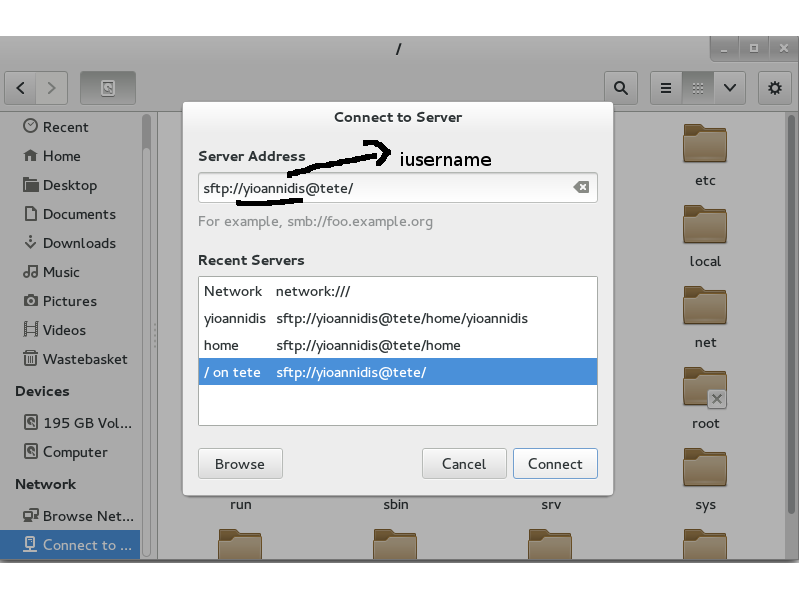 /
Connect to Server
Server Address
iusername
sftp://yioannidis@tete/
For example, smb://foo.example.org
Recent Servers
Network network:///
yioannidis sftp://yioannidis@tete/home/yioannidis
home sftp://yioannidis@tete/home
/ on tete sftp://yioannidis@tete/
Browse
Cancel
Connect
Recent
Home
Desktop
Documents
Downloads
Music
Pictures
Videos
Wastebasket
Devices
195 GB Vol...
Computer
Network
Browse Net...
Connect to ...
etc
local
net
root
run
sbin
srv
sys